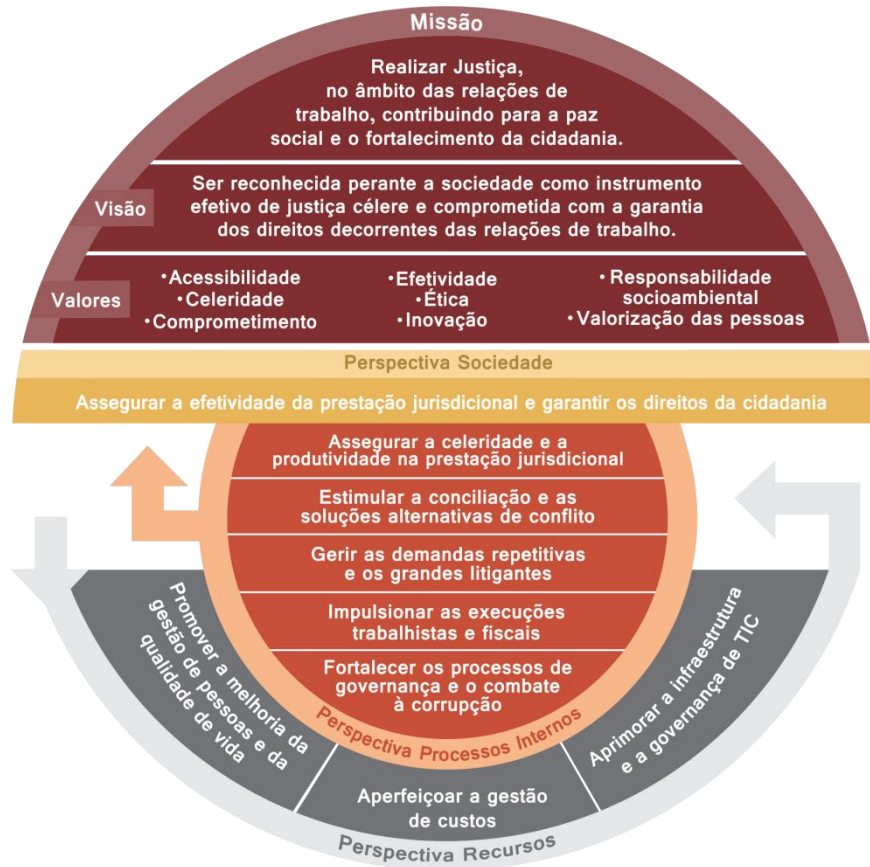 Missão
Realizar Justiça,
no âmbito das relações de
trabalho, contribuindo para a paz
social e o fortalecimento da cidadania.
Visão
Ser reconhecida perante a sociedade como instrumento
efetivo de justiça célere e comprometida com a garantia
dos direitos decorrentes das relações de trabalho.
Valores
•Acessibilidade
•Celeridade
•Comprometimento
•Efetividade
•Ética
•Inovação
• Responsabilidade
socioambiental
•Valorização das pessoas
Perspectiva Sociedade
Assegurar a efetividade da prestação jurisdicional e garantir os direitos da cidadania
Assegurar a celeridade e a
produtividade na prestação jurisdicional
Estimular a conciliação e as
soluções alternativas de conflito
Gerir as demandas repetitivas
e os grandes litigantes
Impulsionar as execuções
trabalhistas e fiscais
Fortalecer os processos de
governança e o combate
à corrupção
Perspectiva Processos Internos
Promover a melhoria da
gestão de pessoas e da
qualidade de vida
Aperfeiçoar a gestão
de custos
Aprimorar a infraestrutura
e a governança de TIC
Perspectiva Recursos